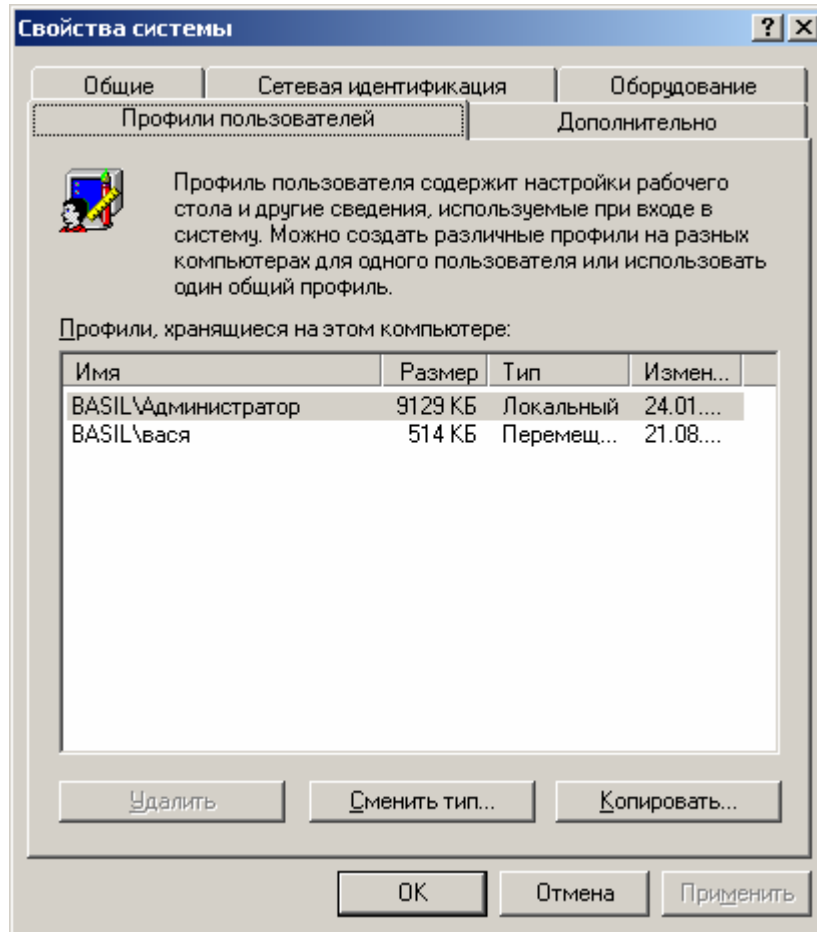 Свойства системы
Общие Сетевая идентификация Оборудование
Профили пользователей Дополнительно
Профиль пользователя содержит настройки рабочего
стола и другие сведения, используемые при входе в
систему. Можно создать различные профили на разных
компьютерах для одного пользователя или использовать
один общий профиль.
Профили, хранящиеся на этом компьютере:
Имя Размер Тип Измен...
BASIL\Администратор 9129 КБ Локальный 24.01....
BASIL\вася 514 КБ Перемещ... 21.08....
Удалить Сменить тип... Копировать...
OK Отмена Применить